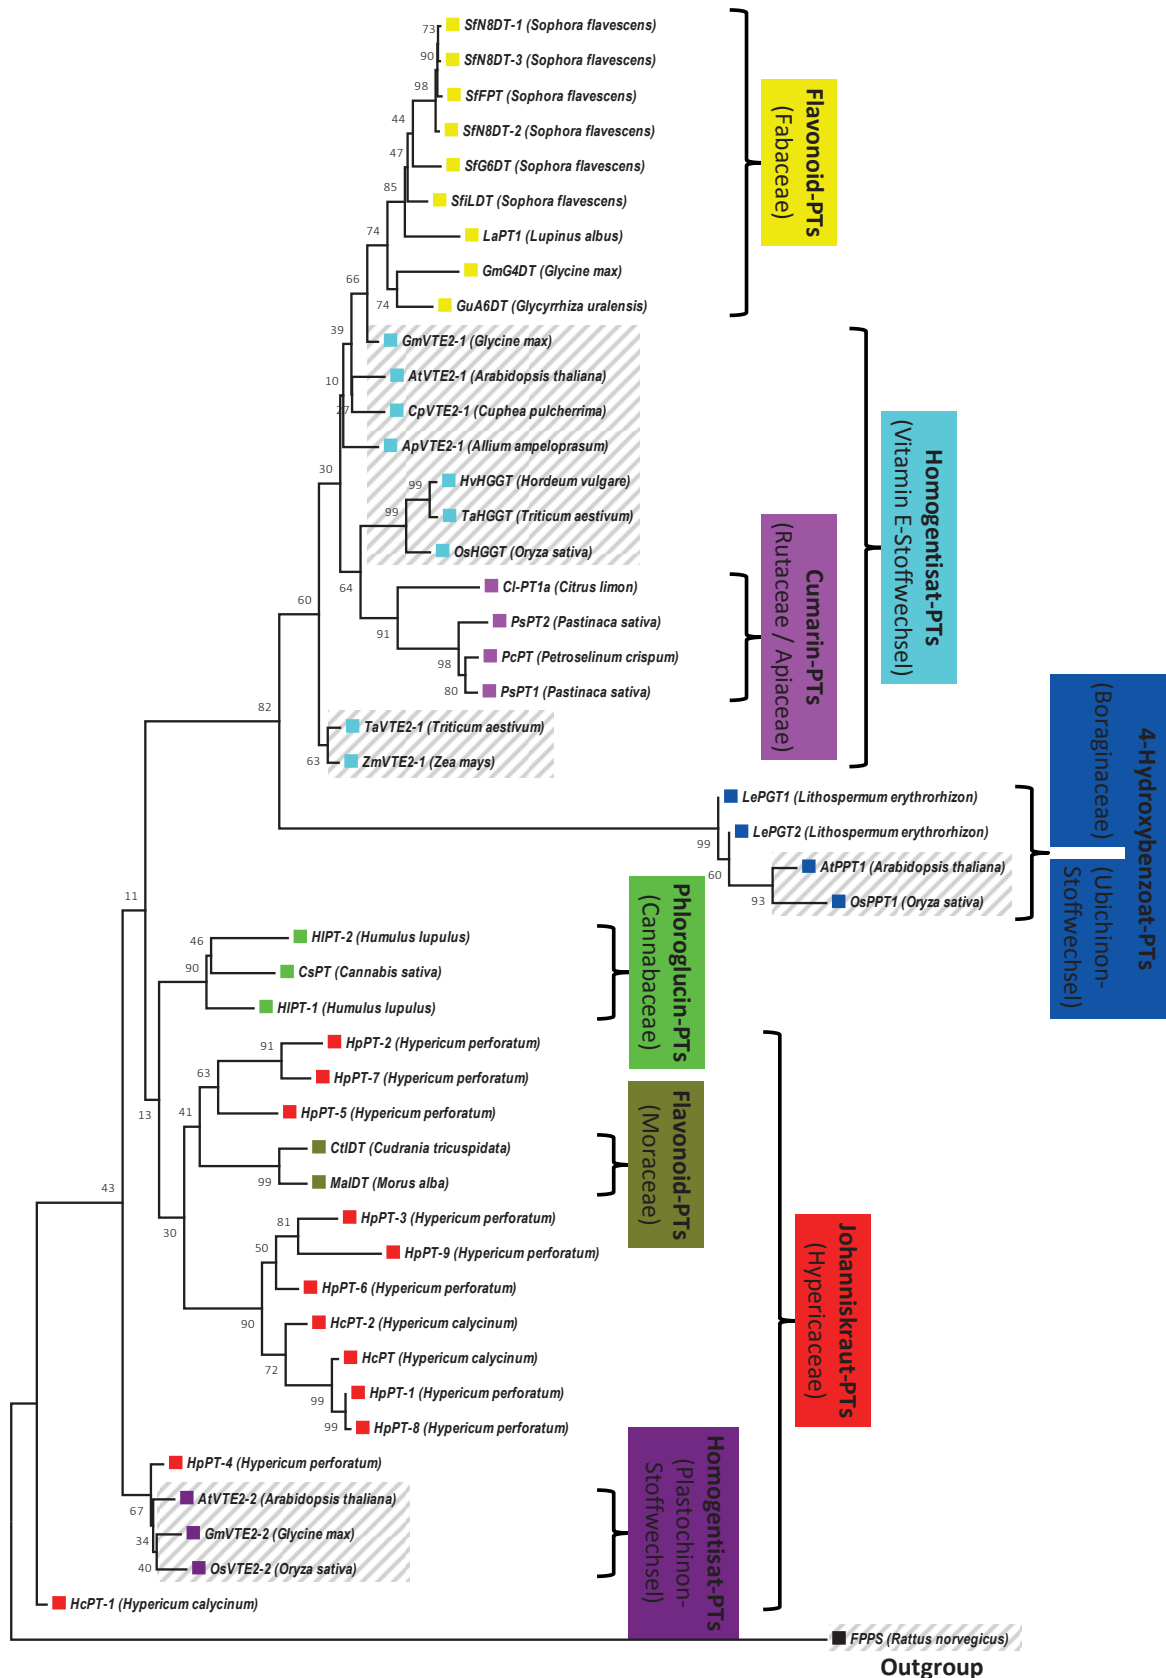 SfN8DT-1 (Sophora flavescens)
SfN8DT-3 (Sophora flavescens)
SfFPT (Sophora flavescens)
SfN8DT-2 (Sophora flavescens)
SfG6DT (Sophora flavescens)
SfiLDT (Sophora flavescens)
LaPT1 (Lupinus albus)
GmG4DT (Glycine max)
GuA6DT (Glycyrrhiza uralensis)
GmVTE2-1 (Glycine max)
AtVTE2-1 (Arabidopsis thaliana)
CpVTE2-1 (Cuphea pulcherrima)
ApVTE2-1 (Allium ampeloprasum)
HvHGGT (Hordeum vulgare)
TaHGGT (Triticum aestivum)
OsHGGT (Oryza sativa)
Cl-PT1a (Citrus limon)
PsPT2 (Pastinaca sativa)
PcPT (Petroselinum crispum)
PsPT1 (Pastinaca sativa)
TaVTE2-1 (Triticum aestivum)
ZmVTE2-1 (Zea mays)
LePGT1 (Lithospermum erythrorhizon)
LePGT2 (Lithospermum erythrorhizon)
AtPPT1 (Arabidopsis thaliana)
OsPPT1 (Oryza sativa)
HlPT-2 (Humulus lupulus)
CsPT (Cannabis sativa)
HlPT-1 (Humulus lupulus)
HpPT-2 (Hypericum perforatum)
HpPT-7 (Hypericum perforatum)
HpPT-5 (Hypericum perforatum)
CtIDT (Cudrania tricuspidata)
MaIDT (Morus alba)
HpPT-3 (Hypericum perforatum)
HpPT-9 (Hypericum perforatum)
HpPT-6 (Hypericum perforatum)
HcPT-2 (Hypericum calycinum)
HcPT (Hypericum calycinum)
HpPT-1 (Hypericum perforatum)
HpPT-8 (Hypericum perforatum)
HpPT-4 (Hypericum perforatum)
AtVTE2-2 (Arabidopsis thaliana)
GmVTE2-2 (Glycine max)
OsVTE2-2 (Oryza sativa)
HcPT-1 (Hypericum calycinum)
FPPS (Rattus norvegicus)
Outgroup
73
90
98
44
47
85
74
74
66
39
10
27
30
99
99
64
91
98
80
60
63
82
99
60
93
11
46
90
13
91
63
41
99
30
81
50
90
72
99
99
43
67
34
40
Flavonoid-PTs
(Fabaceae)
Homogentisat-PTs
(Vitamin E-Stoffwechsel)
Cumarin-PTs
(Rutaceae / Apiaceae)
4-Hydroxybenzoat-PTs
(Boraginaceae)
(Ubichinon-
Stoffwechsel)
Phloroglucin-PTs
(Cannabaceae)
Flavonoid-PTs
(Moraceae)
Johanniskraut-PTs
(Hypericaceae)
Homogentisat-PTs
(Plastochinon-
Stoffwechsel)